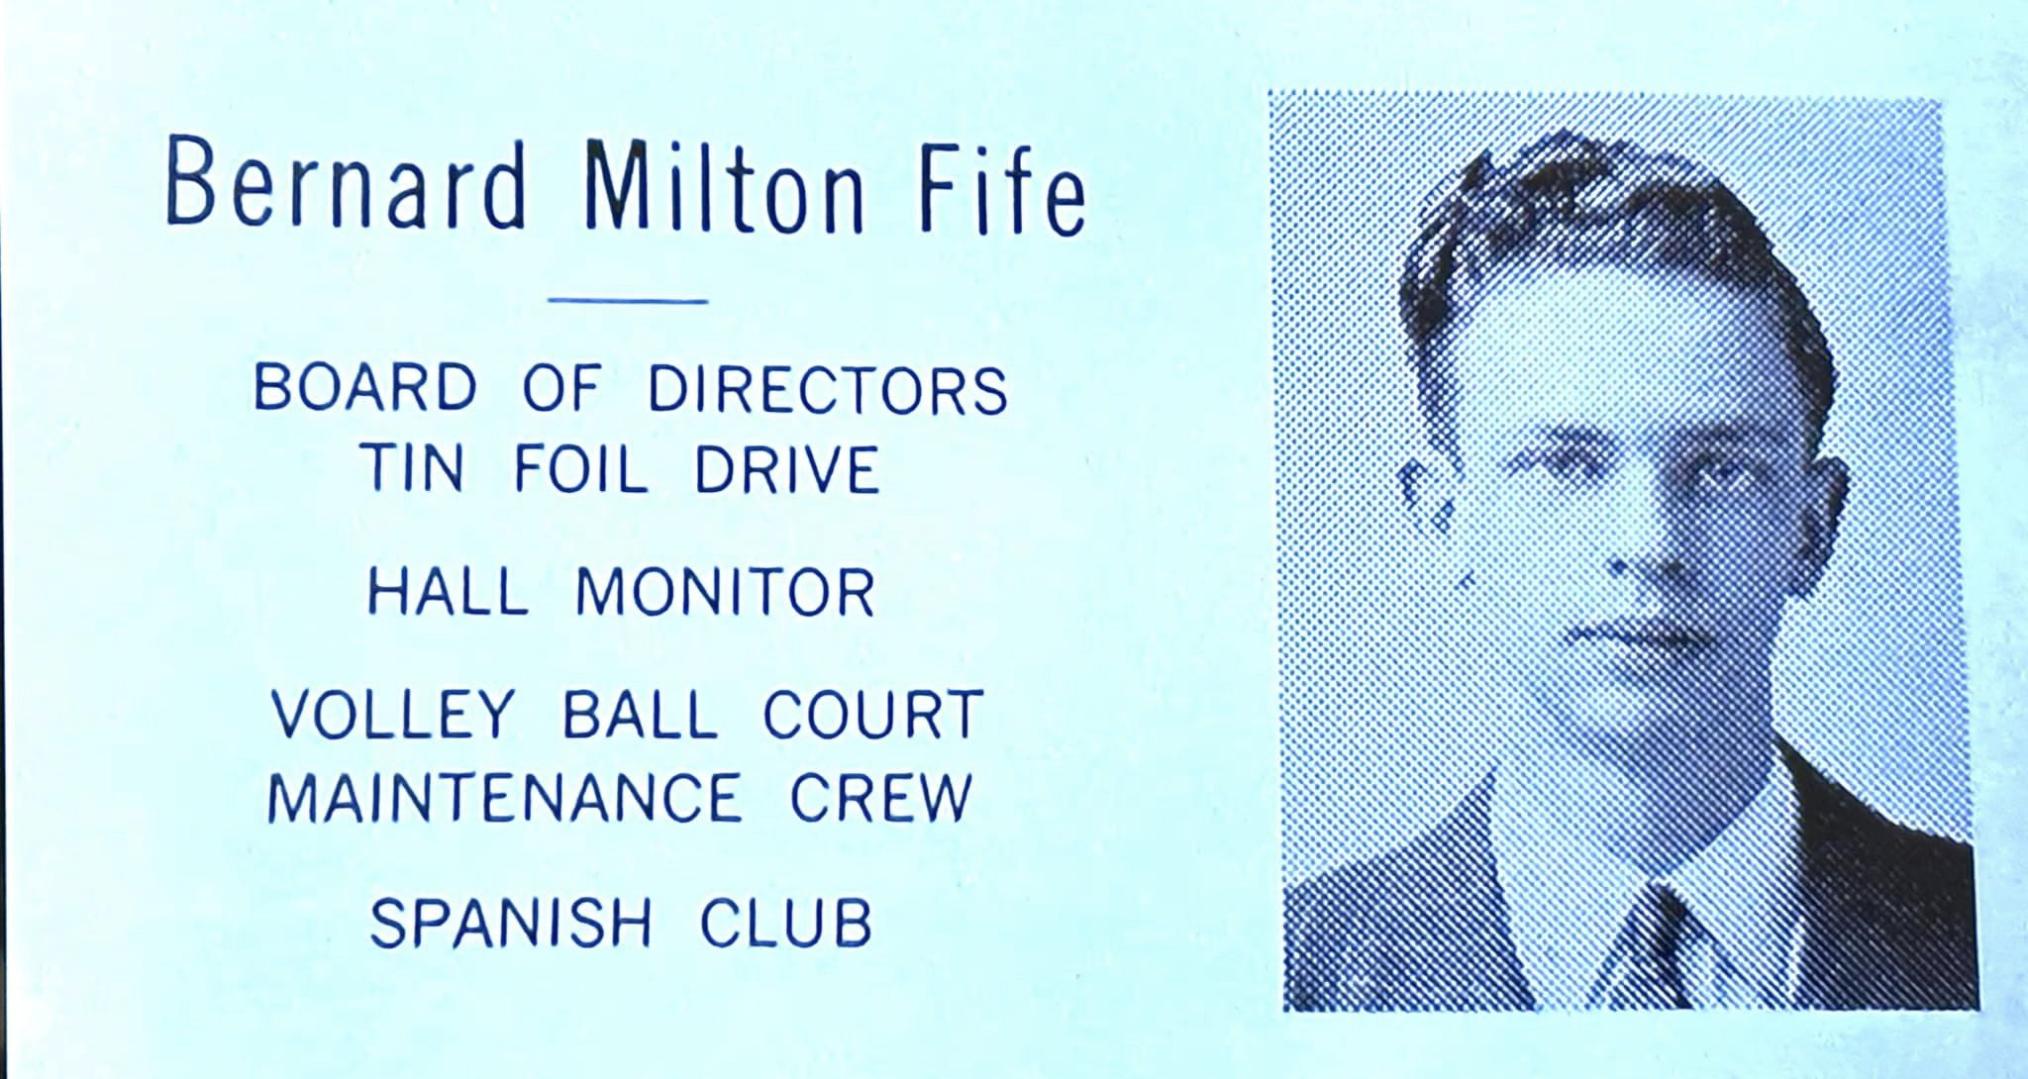 Bernard Milton Fife
BOARD OF DIRECTORS
TIN FOIL DRIVE
HALL MONITOR
VOLLEY BALL COURT
MAINTENANCE CREW
SPANISH CLUB